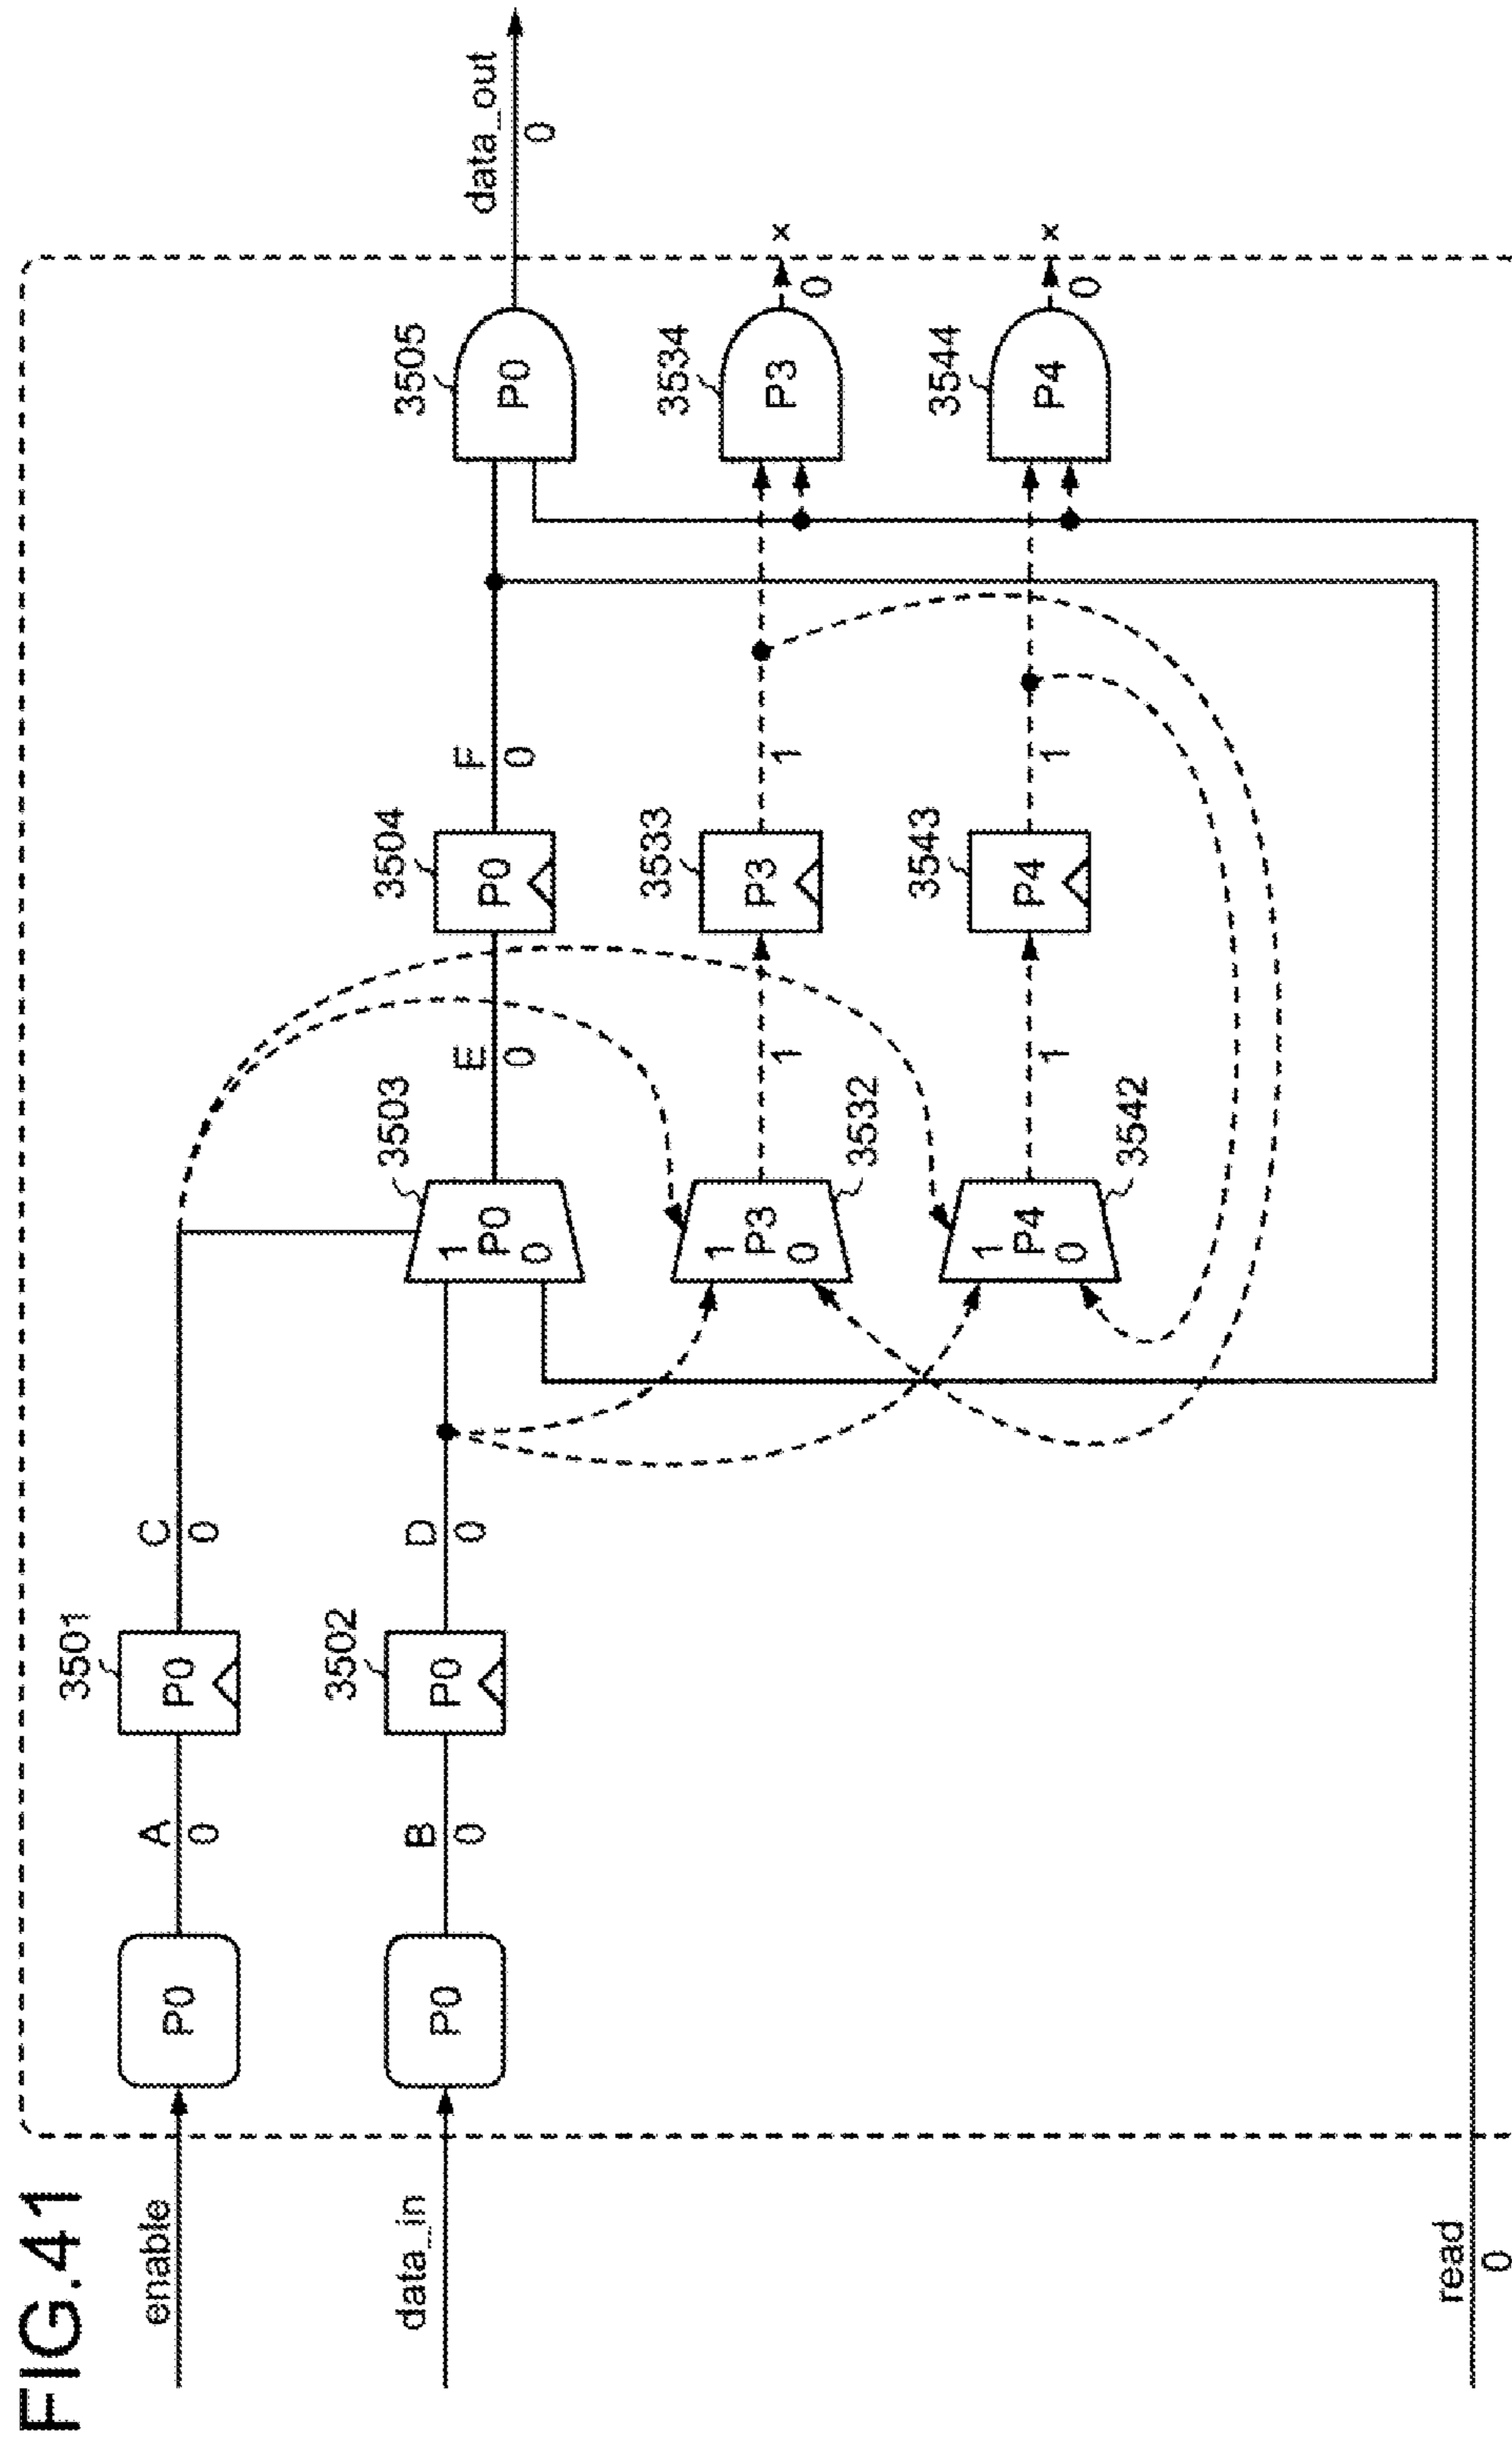 FIG.41
enable
P0
A
0
3501
P0
C
0
data_in
P0
B
0
3502
P0
D
0
3503
1
P0
0
E
0
3504
P0
F
0
3505
P0
data_out
0
1
P3
0
3532
1
3533
P3
1
3534
P3
0
x
1
P4
0
3542
1
3543
P4
1
3544
P4
0
x
read
0